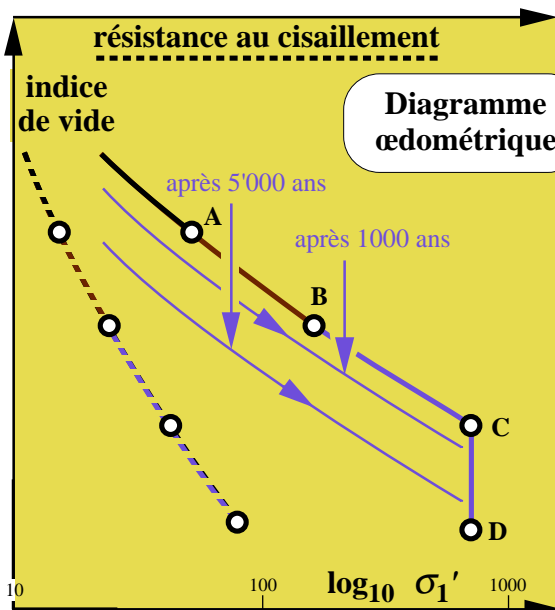 résistance au cisaillement
indice
de vide
Diagramme
œdométrique
après 5'000 ans
A
après 1000 ans
B
C
D
10
100
1000
log10 σ1'